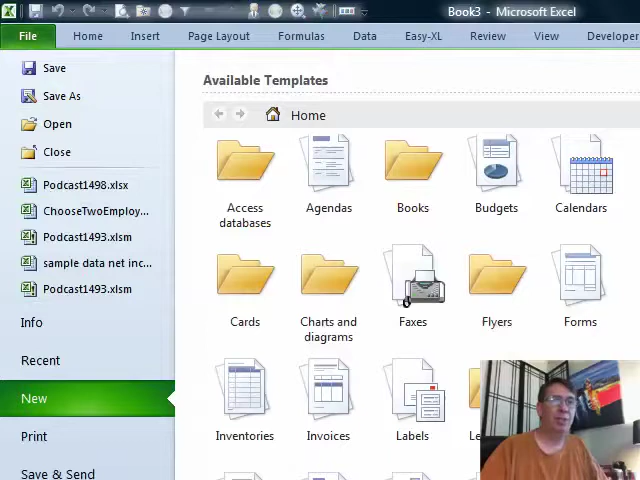 Book3 - Microsoft Excel
File Home Insert Page Layout Formulas Data Easy-XL Review View Developer
Save
Save As
Open
Close
Podcast1498.xlsx
ChooseTwoEmploy...
Podcast1493.xlsm
sample data net inc...
Podcast1493.xlsm
Info
Recent
New
Print
Save & Send
Available Templates
Home
Access databases
Agendas
Books
Budgets
Calendars
Cards
Charts and diagrams
Faxes
Flyers
Forms
Inventories
Invoices
Labels